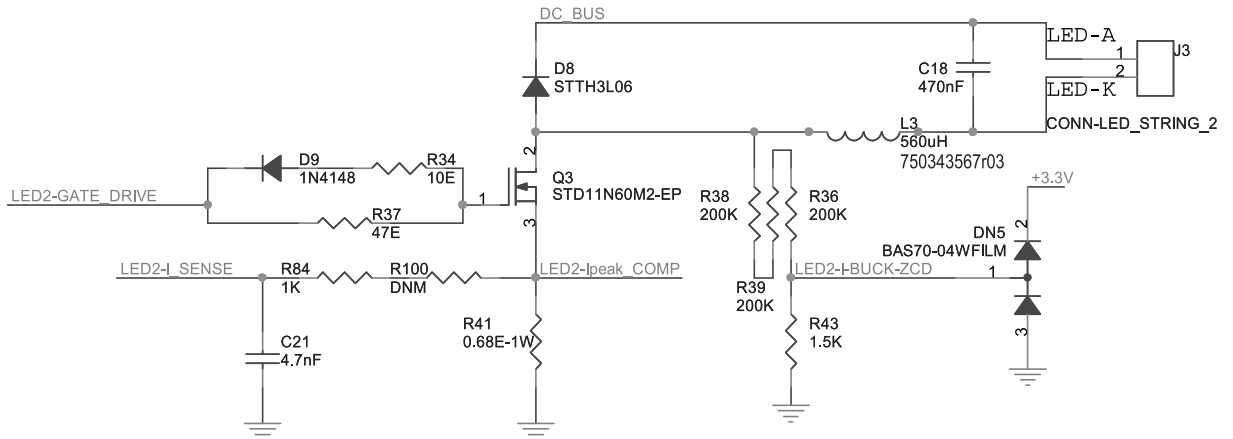 DC_BUS
LED-A
1
J3
D8
STTH3L06
C18
470nF
2
LED-K
L3
560uH
750343567r03
CONN-LED_STRING_2
2
D9
1N4148
R34
10E
Q3
STD11N60M2-EP
LED2-GATE_DRIVE
1
R37
47E
3
R38
200K
R36
200K
+3.3V
2
DN5
BAS70-04WFILM
LED2-I_SENSE
R84
1K
R100
DNM
LED2-Ipeak_COMP
LED2-I-BUCK-ZCD
1
R39
200K
R41
0.68E-1W
R43
1.5K
3
C21
4.7nF